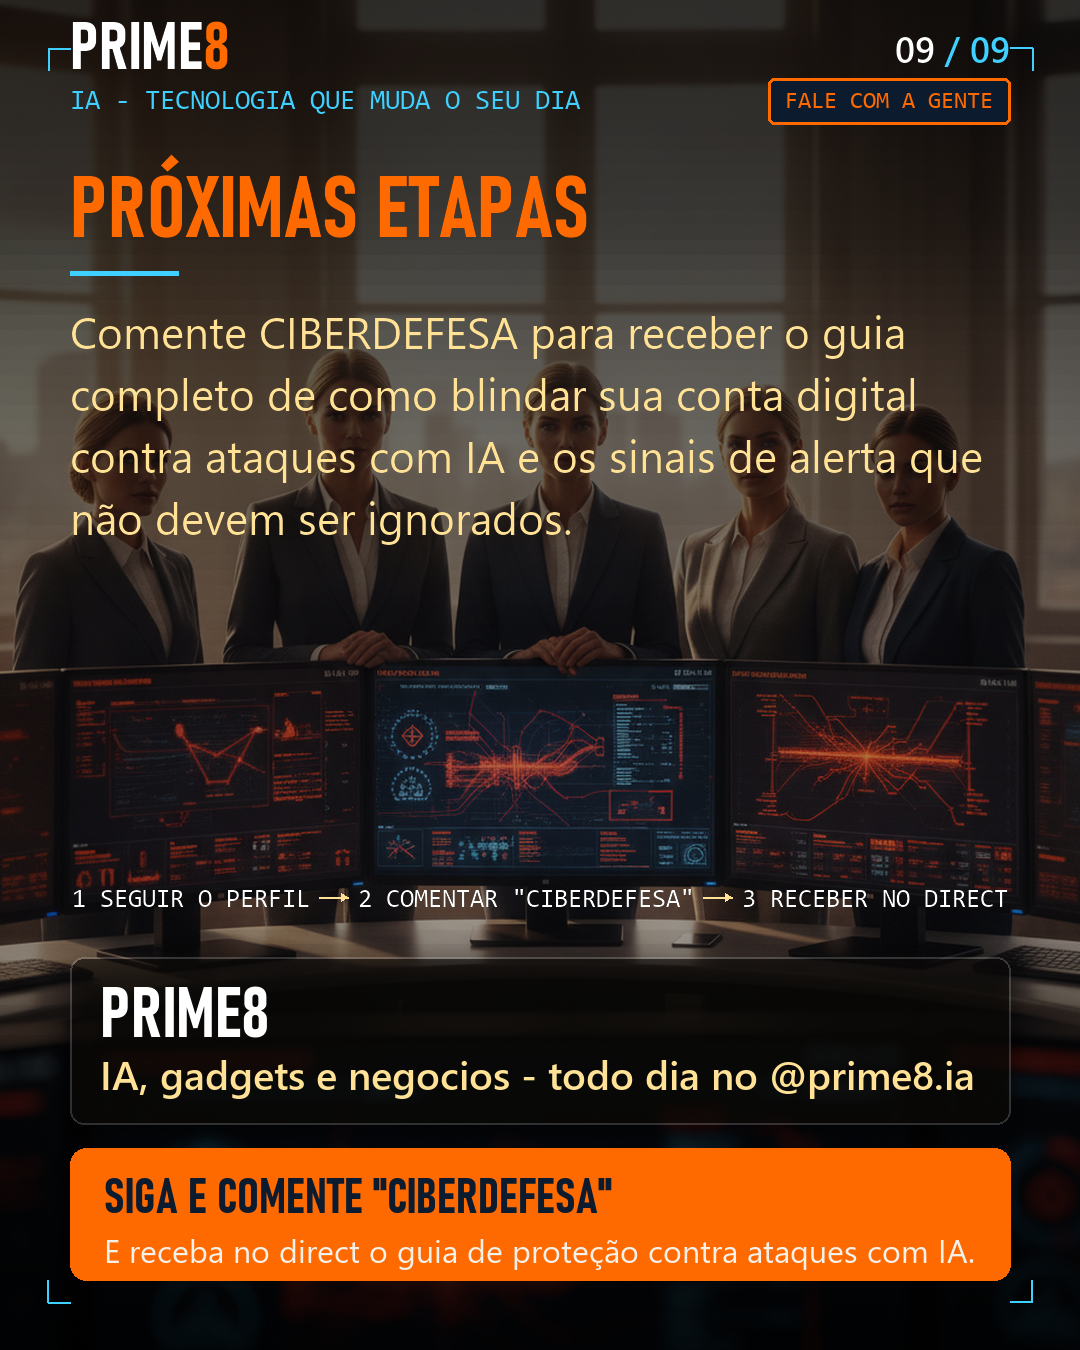 PRIME8
09 / 09
IA - TECNOLOGIA QUE MUDA O SEU DIA
FALE COM A GENTE
PRÓXIMAS ETAPAS
Comente CIBERDEFESA para receber o guia
completo de como blindar sua conta digital
contra ataques com IA e os sinais de alerta que
não devem ser ignorados.
1 SEGUIR O PERFIL → 2 COMENTAR "CIBERDEFESA" → 3 RECEBER NO DIRECT
PRIME8
IA, gadgets e negocios - todo dia no @prime8.ia
SIGA E COMENTE "CIBERDEFESA"
E receba no direct o guia de proteção contra ataques com IA.